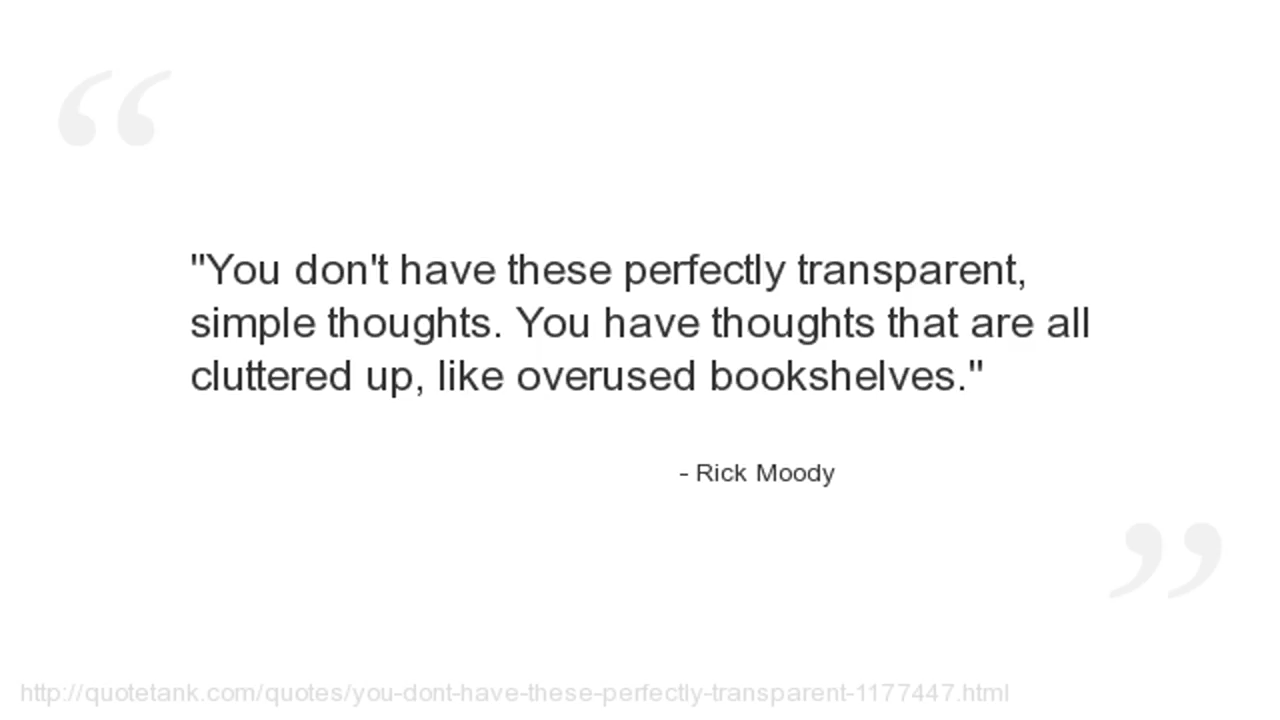 "You don't have these perfectly transparent,
simple thoughts. You have thoughts that are all
cluttered up, like overused bookshelves."
- Rick Moody
http://quotetank.com/quotes/you-dont-have-these-perfectly-transparent-1177447.html